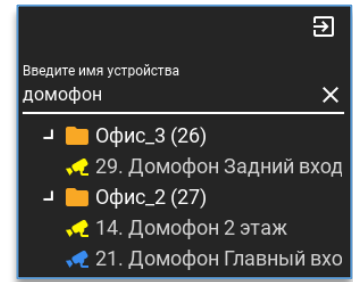 Введите имя устройства
домофон
Офис_3 (26)
29. Домофон Задний вход
Офис_2 (27)
14. Домофон 2 этаж
21. Домофон Главный вхо